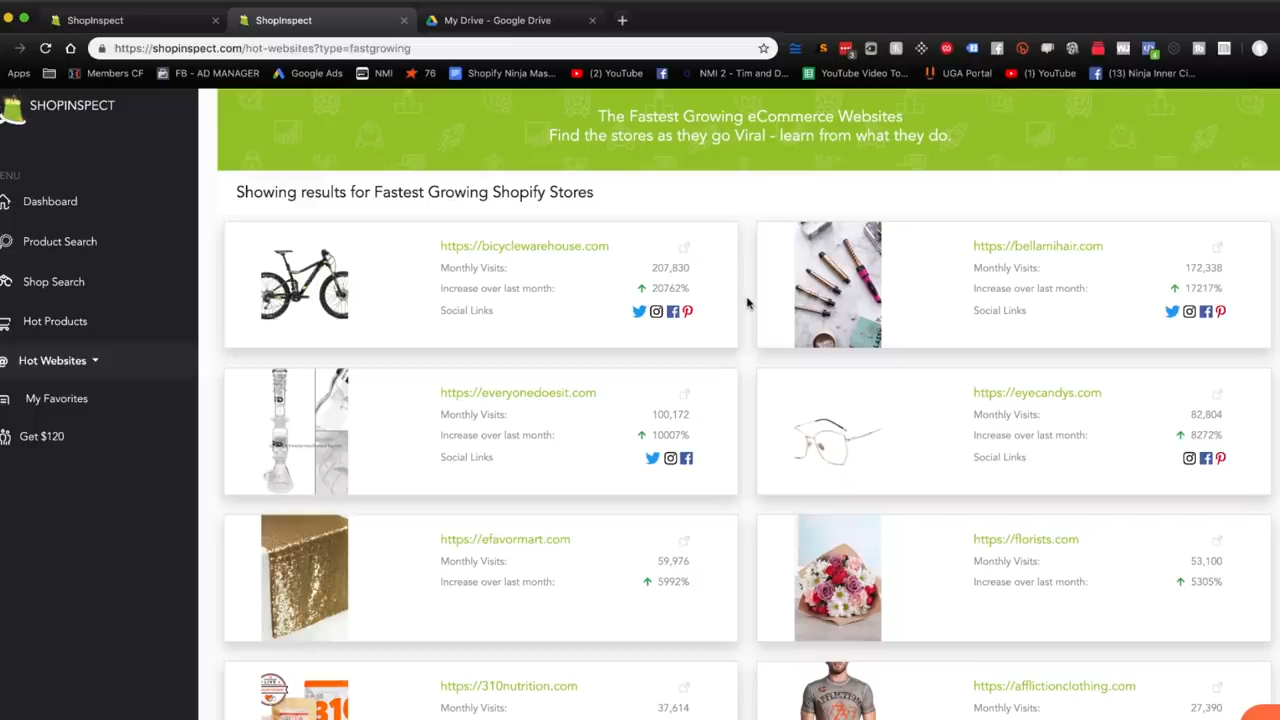 ShopInspect
ShopInspect
My Drive - Google Drive
https://shopinspect.com/hot-websites?type=fastgrowing
Apps
Members CF
FB - AD MANAGER
Google Ads
NMI
76
Shopify Ninja Mas...
(2) YouTube
NMI 2 - Tim and D...
YouTube Video To...
UGA Portal
(1) YouTube
(13) Ninja Inner Ci...
SHOPINSPECT
ENU
Dashboard
Product Search
Shop Search
Hot Products
Hot Websites
My Favorites
Get $120
The Fastest Growing eCommerce Websites
Find the stores as they go Viral - learn from what they do.
Showing results for Fastest Growing Shopify Stores
https://bicyclewarehouse.com
Monthly Visits: 207,830
Increase over last month: 20762%
Social Links
https://bellamihair.com
Monthly Visits: 172,338
Increase over last month: 17217%
Social Links
https://everyonedoesit.com
Monthly Visits: 100,172
Increase over last month: 10007%
Social Links
https://eyecandys.com
Monthly Visits: 82,804
Increase over last month: 8272%
Social Links
https://efavormart.com
Monthly Visits: 59,976
Increase over last month: 5992%
https://florists.com
Monthly Visits: 53,100
Increase over last month: 5305%
https://310nutrition.com
Monthly Visits: 37,614
https://afflictionclothing.com
Monthly Visits: 27,390